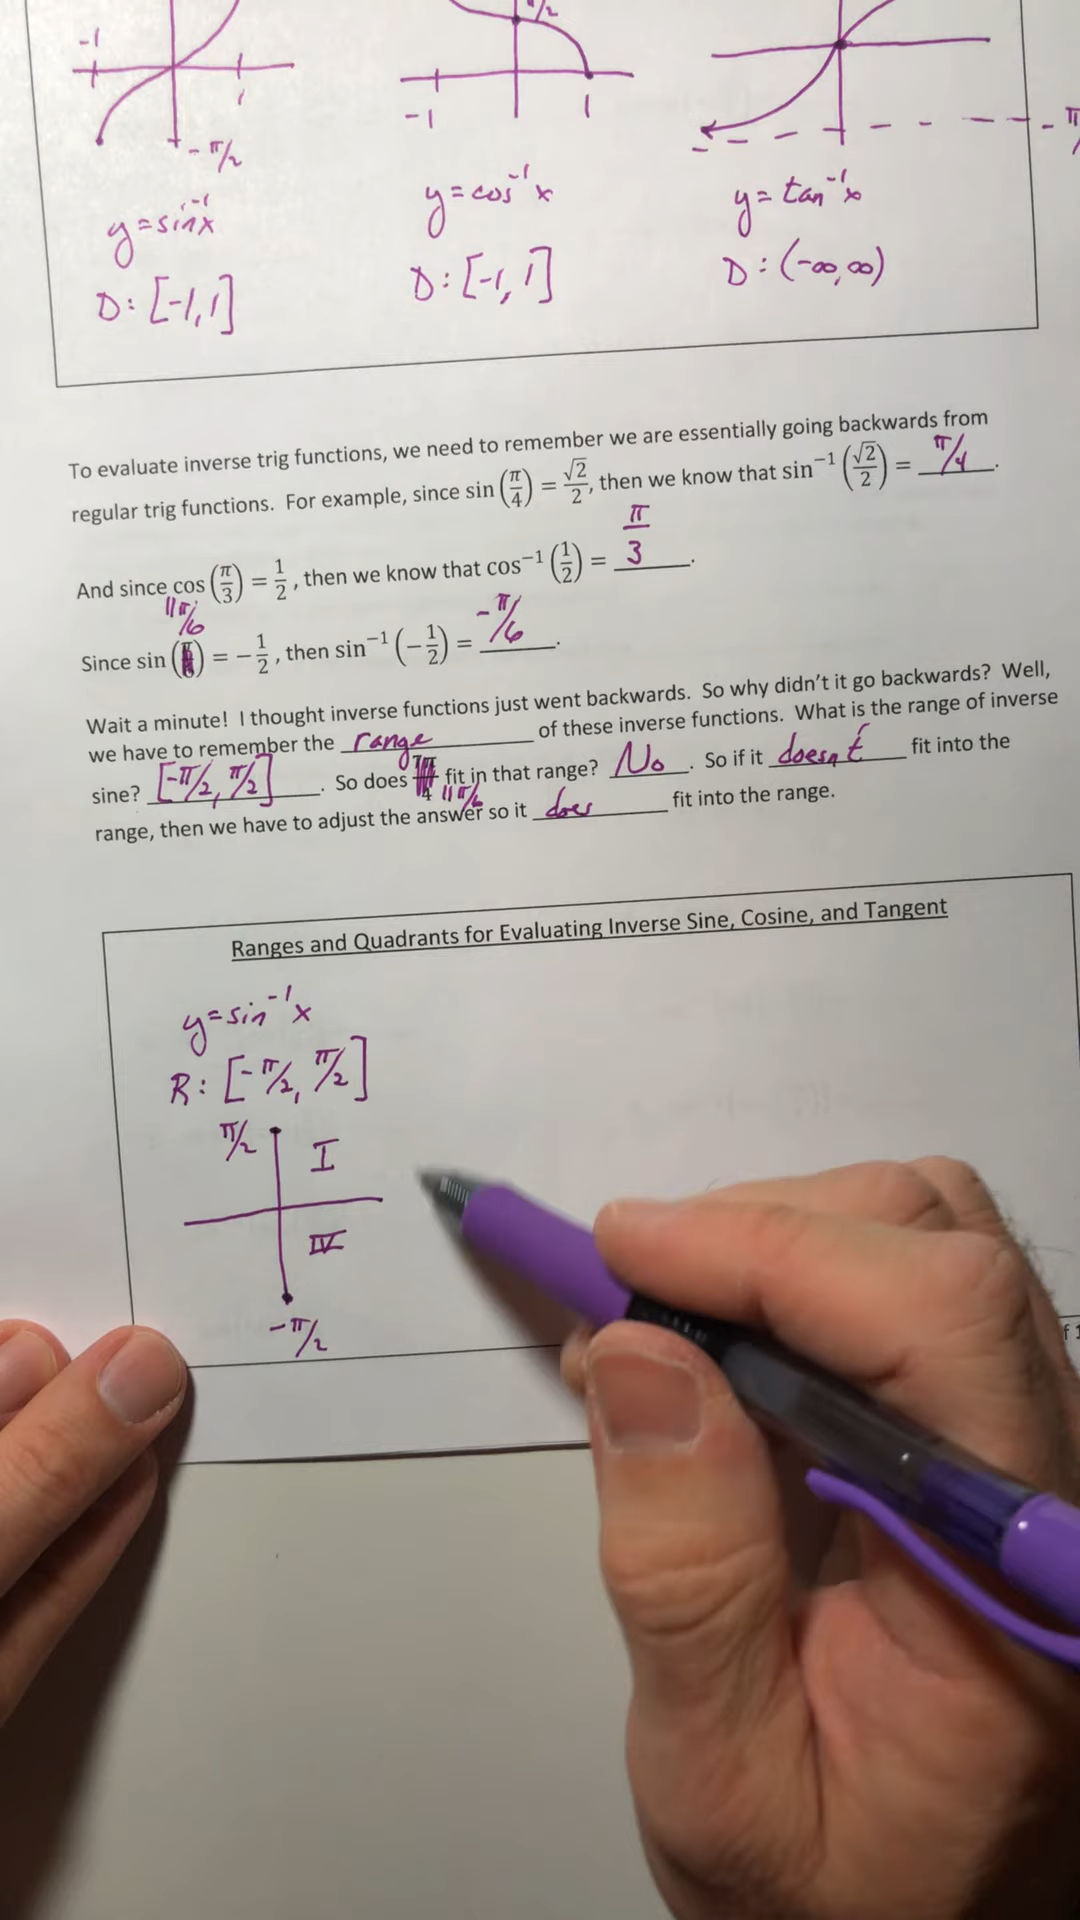 -1
π/2
-1
1
- π/2
- π
y = sin⁻¹x
y = cos⁻¹x
y = tan⁻¹x
D: [-1, 1]
D: [-1, 1]
D: (-∞, ∞)
To evaluate inverse trig functions, we need to remember we are essentially going backwards from
regular trig functions. For example, since sin (π/4) = √2/2, then we know that sin⁻¹ (√2/2) = π/4.
And since cos (π/3) = 1/2, then we know that cos⁻¹ (1/2) = π/3.
11π/6
Since sin ( ) = -1/2, then sin⁻¹ (-1/2) = -π/6.
Wait a minute! I thought inverse functions just went backwards. So why didn't it go backwards? Well,
we have to remember the range of these inverse functions. What is the range of inverse
sine? [-π/2, π/2]. So does fit in that range? No. So if it doesn't fit into the
11π/6
range, then we have to adjust the answer so it does fit into the range.
Ranges and Quadrants for Evaluating Inverse Sine, Cosine, and Tangent
y = sin⁻¹x
R: [-π/2, π/2]
π/2 I
IV
-π/2